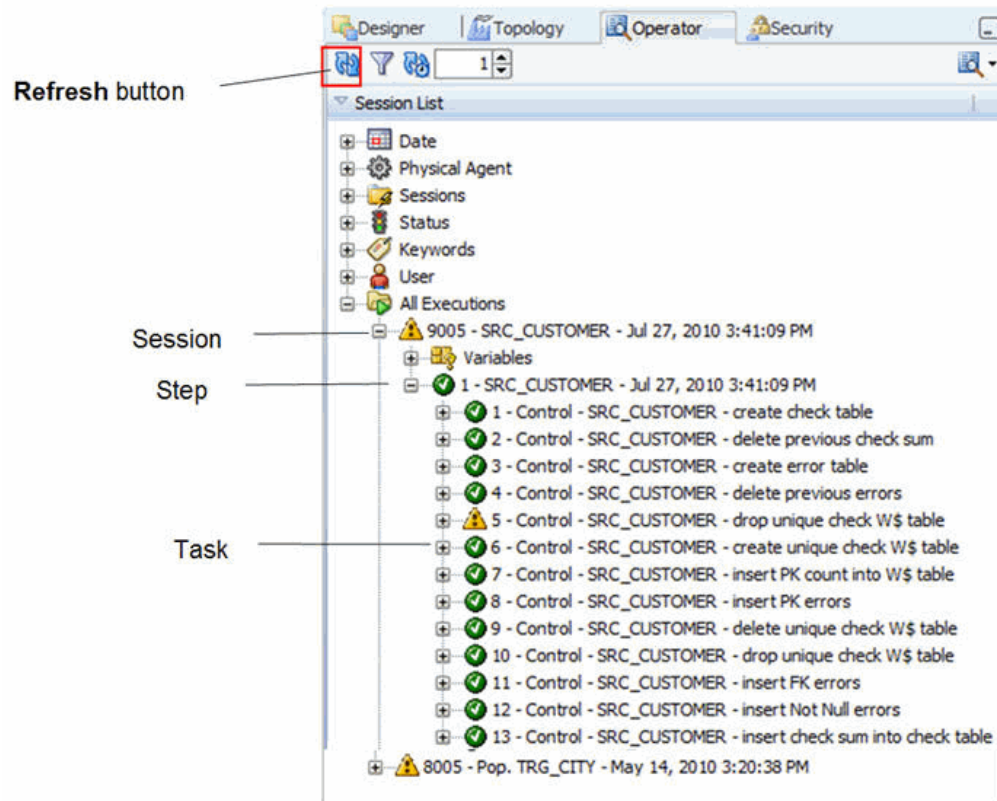 Designer
Topology
Operator
Security
1
Refresh button
Session List
Date
Physical Agent
Sessions
Status
Keywords
User
All Executions
Session
9005 - SRC_CUSTOMER - Jul 27, 2010 3:41:09 PM
Variables
Step
1 - SRC_CUSTOMER - Jul 27, 2010 3:41:09 PM
1 - Control - SRC_CUSTOMER - create check table
2 - Control - SRC_CUSTOMER - delete previous check sum
3 - Control - SRC_CUSTOMER - create error table
4 - Control - SRC_CUSTOMER - delete previous errors
5 - Control - SRC_CUSTOMER - drop unique check W$ table
Task
6 - Control - SRC_CUSTOMER - create unique check W$ table
7 - Control - SRC_CUSTOMER - insert PK count into W$ table
8 - Control - SRC_CUSTOMER - insert PK errors
9 - Control - SRC_CUSTOMER - delete unique check W$ table
10 - Control - SRC_CUSTOMER - drop unique check W$ table
11 - Control - SRC_CUSTOMER - insert FK errors
12 - Control - SRC_CUSTOMER - insert Not Null errors
13 - Control - SRC_CUSTOMER - insert check sum into check table
8005 - Pop. TRG_CITY - May 14, 2010 3:20:38 PM